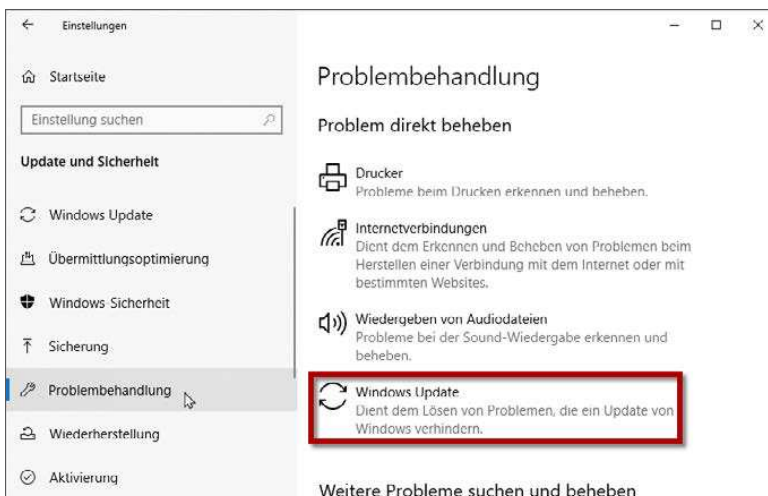 Einstellungen
Startseite
Einstellung suchen
Update und Sicherheit
Windows Update
Übermittlungsoptimierung
Windows-Sicherheit
Sicherung
Problembehandlung
Wiederherstellung
Aktivierung
Problembehandlung
Problem direkt beheben
Drucker
Probleme beim Drucken erkennen und beheben.
Internetverbindungen
Dient dem Erkennen und Beheben von Problemen beim
Herstellen einer Verbindung mit dem Internet oder mit
bestimmten Websites.
Wiedergeben von Audiodateien
Probleme bei der Sound-Wiedergabe erkennen und
beheben.
Windows Update
Dient dem Lösen von Problemen, die ein Update von
Windows verhindern.
Weitere Probleme suchen und beheben